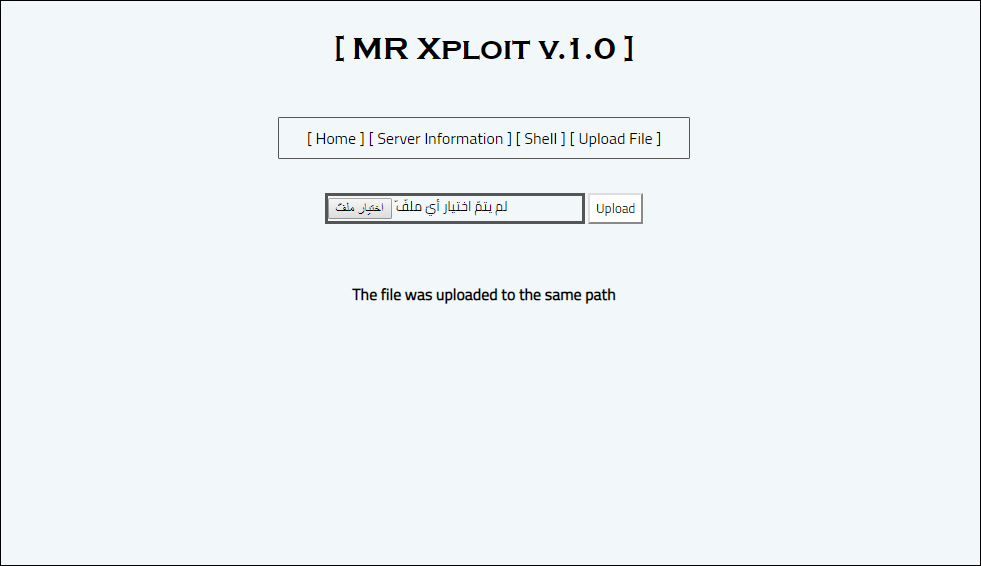 [ MR Xploit v.1.0 ]
[ Home ] [ Server Information ] [ Shell ] [ Upload File ]
اختيار ملفّ لم يتمّ اختيار أي ملفّ Upload
The file was uploaded to the same path